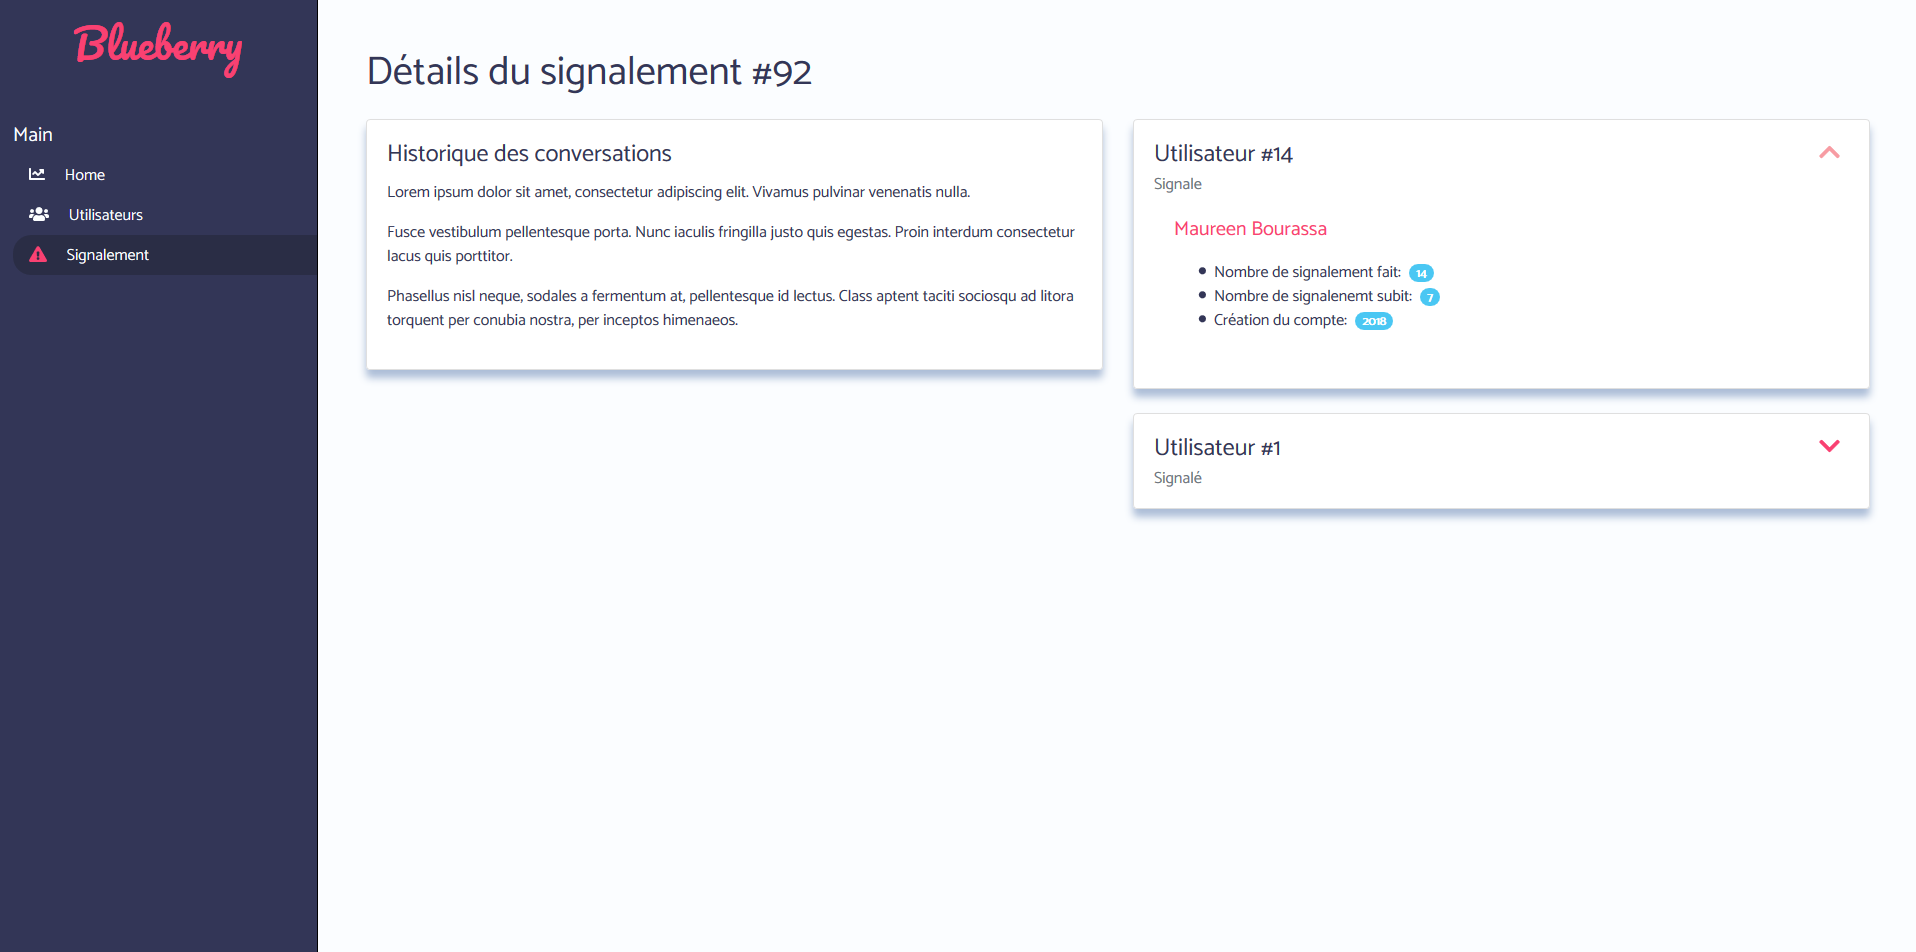 Blueberry
Main
Home
Utilisateurs
Signalement
Détails du signalement #92
Historique des conversations
Lorem ipsum dolor sit amet, consectetur adipiscing elit. Vivamus pulvinar venenatis nulla.
Fusce vestibulum pellentesque porta. Nunc iaculis fringilla justo quis egestas. Proin interdum consectetur
lacus quis porttitor.
Phasellus nisl neque, sodales a fermentum at, pellentesque id lectus. Class aptent taciti sociosqu ad litora
torquent per conubia nostra, per inceptos himenaeos.
Utilisateur #14
Signale
Maureen Bourassa
Nombre de signalement fait: 14
Nombre de signalenemt subit: 7
Création du compte: 2018
Utilisateur #1
Signalé